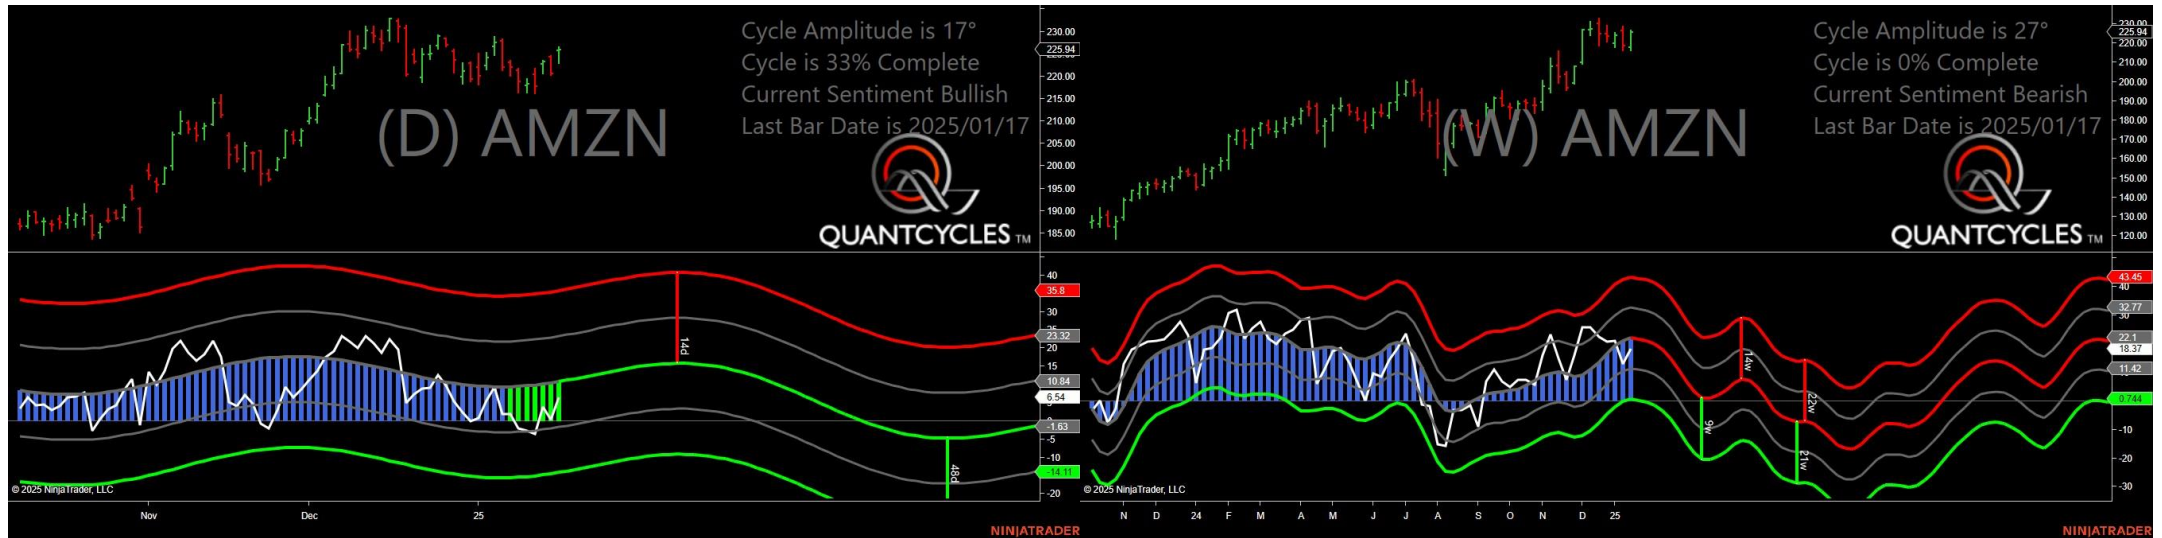 Cycle Amplitude is 17°
Cycle is 33% Complete
Current Sentiment Bullish
Last Bar Date is 2025/01/17
(D) AMZN
QUANTCYCLES TM
230.00
225.94
220.00
215.00
210.00
205.00
200.00
195.00
190.00
185.00
40
35.8
30
23.32
20
15
10.84
6.54
-1.63
-5
-10
-14.11
-20
14d
48d
© 2025 NinjaTrader, LLC
Nov Dec 25
NINJATRADER
Cycle Amplitude is 27°
Cycle is 0% Complete
Current Sentiment Bearish
Last Bar Date is 2025/01/17
(W) AMZN
QUANTCYCLES TM
230.00
225.94
220.00
210.00
200.00
190.00
180.00
170.00
160.00
150.00
140.00
130.00
120.00
43.45
40
32.77
30
22.1
18.37
11.42
0.744
-10
-20
-30
14w
9w
22w
21w
© 2025 NinjaTrader, LLC
N D 24 F M A M J J A S O N D 25
NINJATRADER